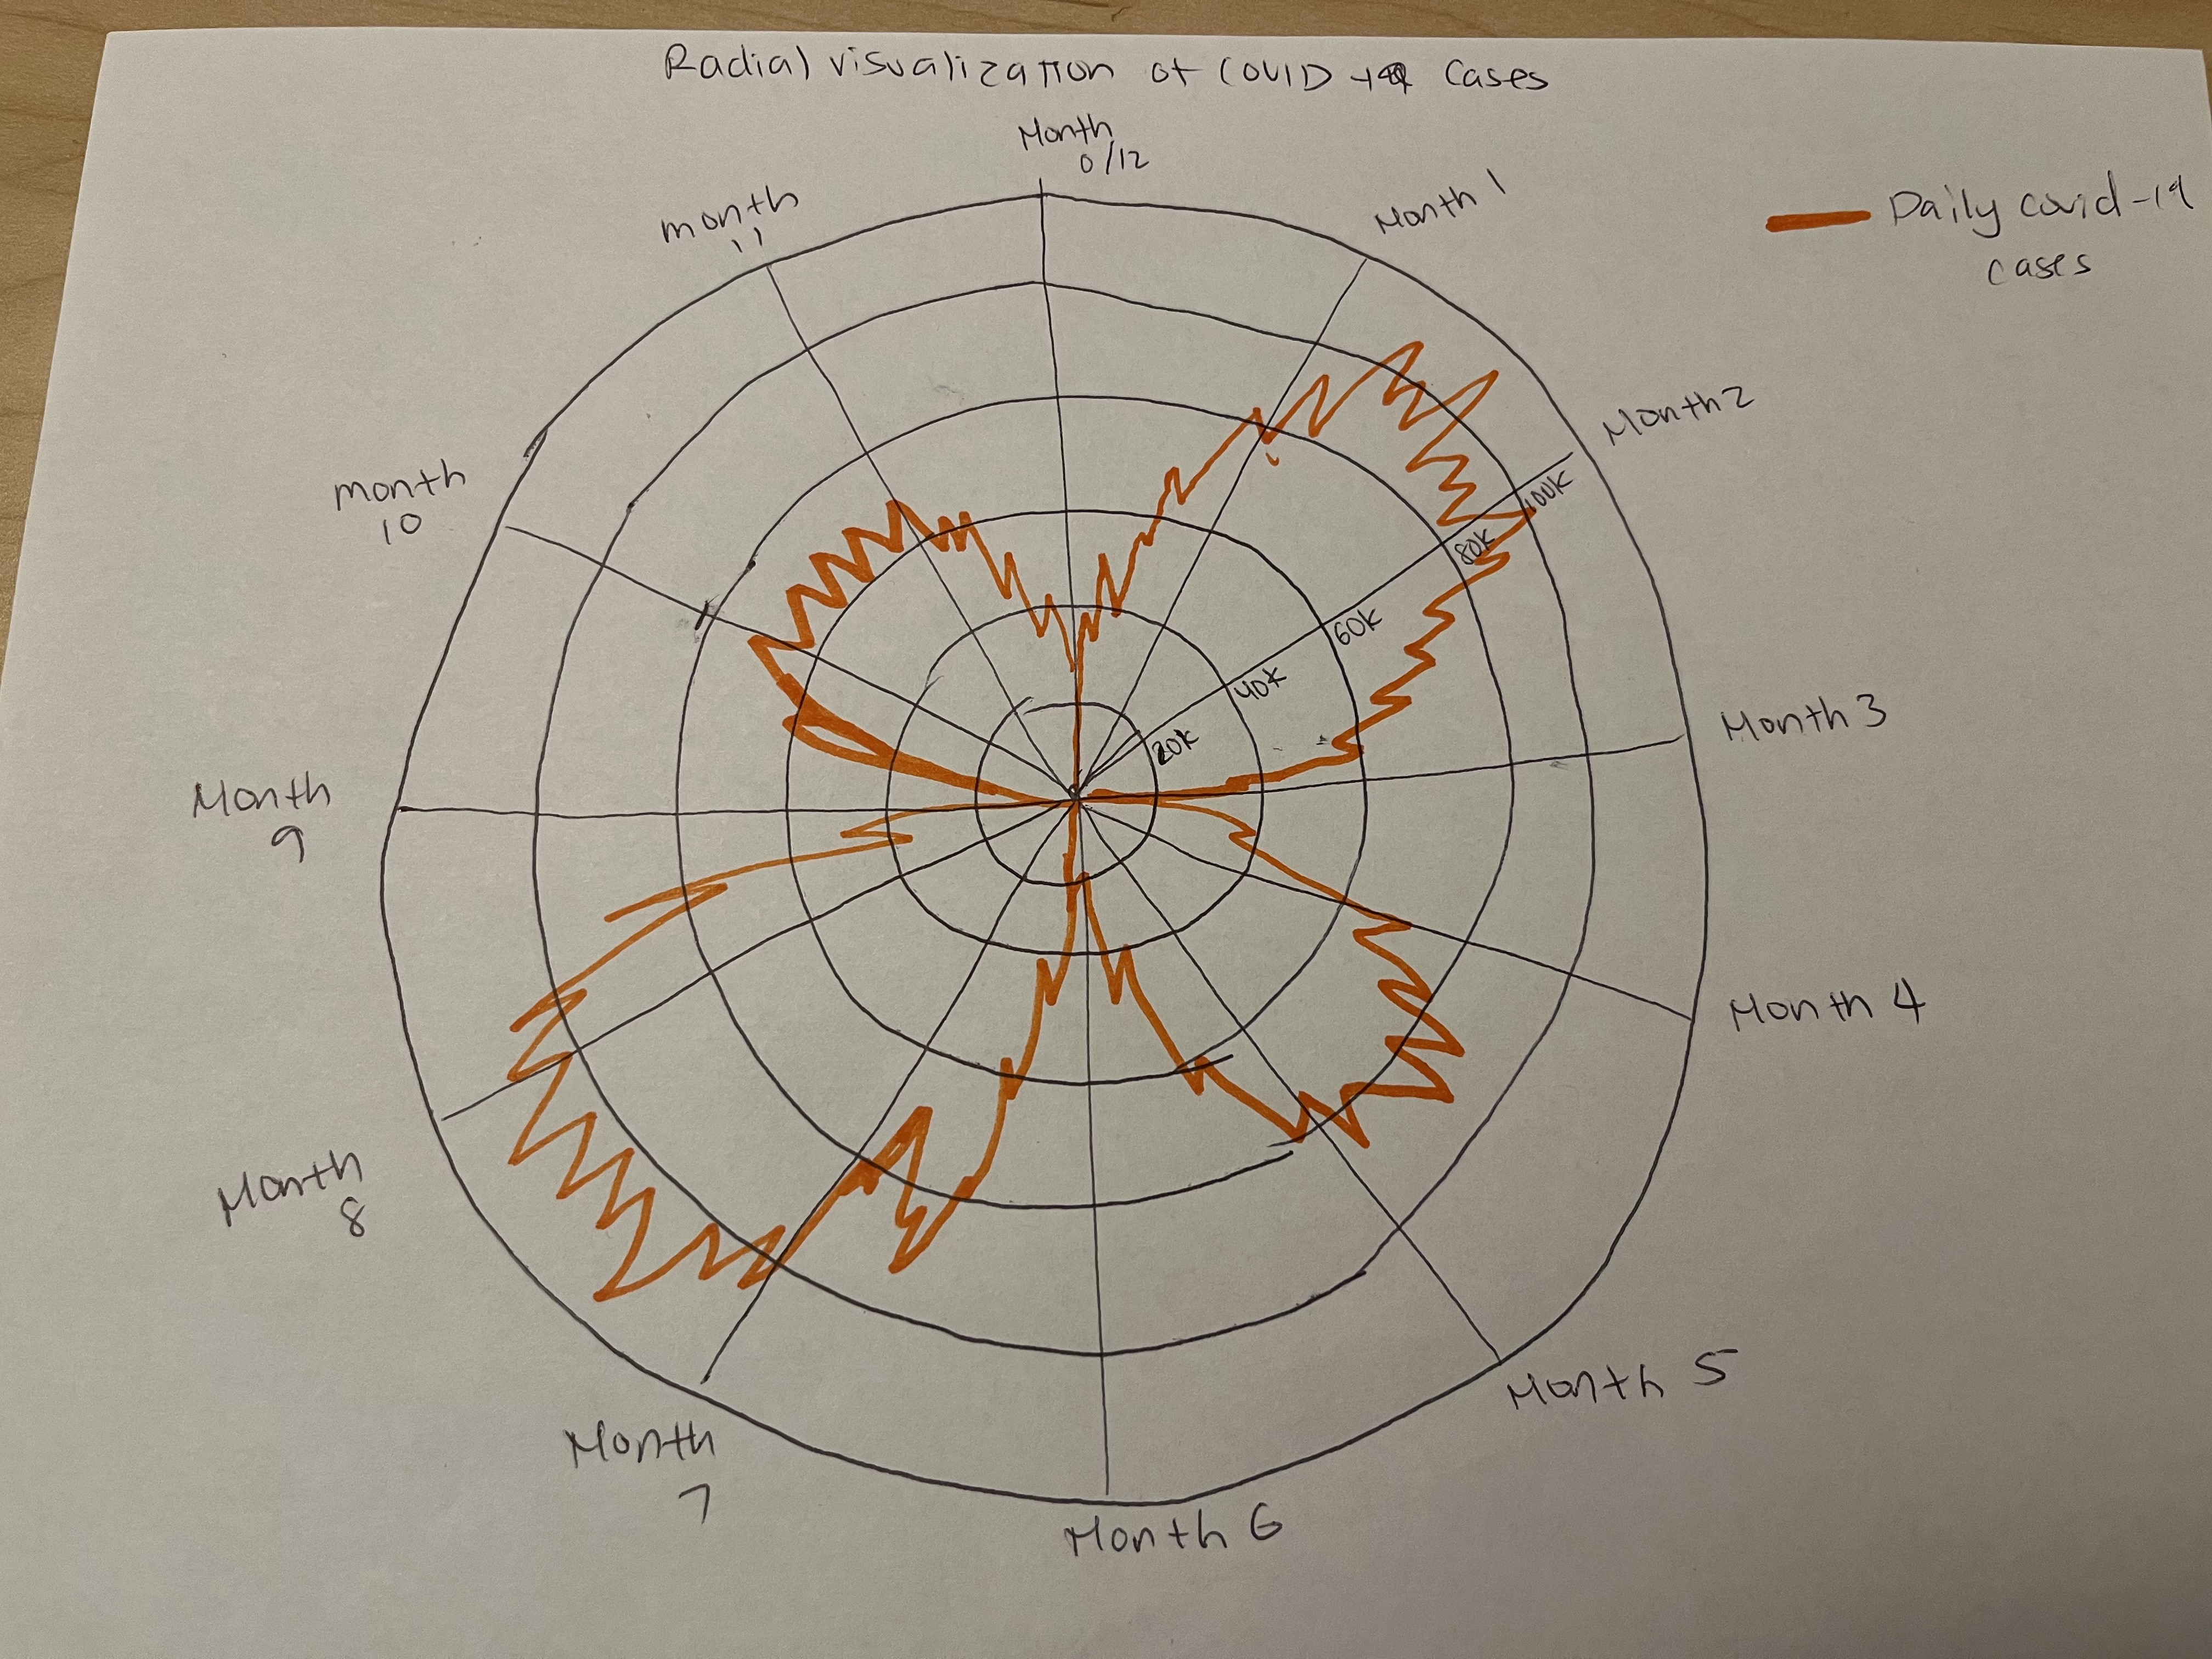 Radial visualization of COVID-19 cases
Daily covid-19
cases
Month
0/12
Month 1
Month 2
Month 3
Month 4
Month 5
Month 6
Month
7
Month
8
Month
9
month
10
month
11
20K
40K
60K
80K
100K